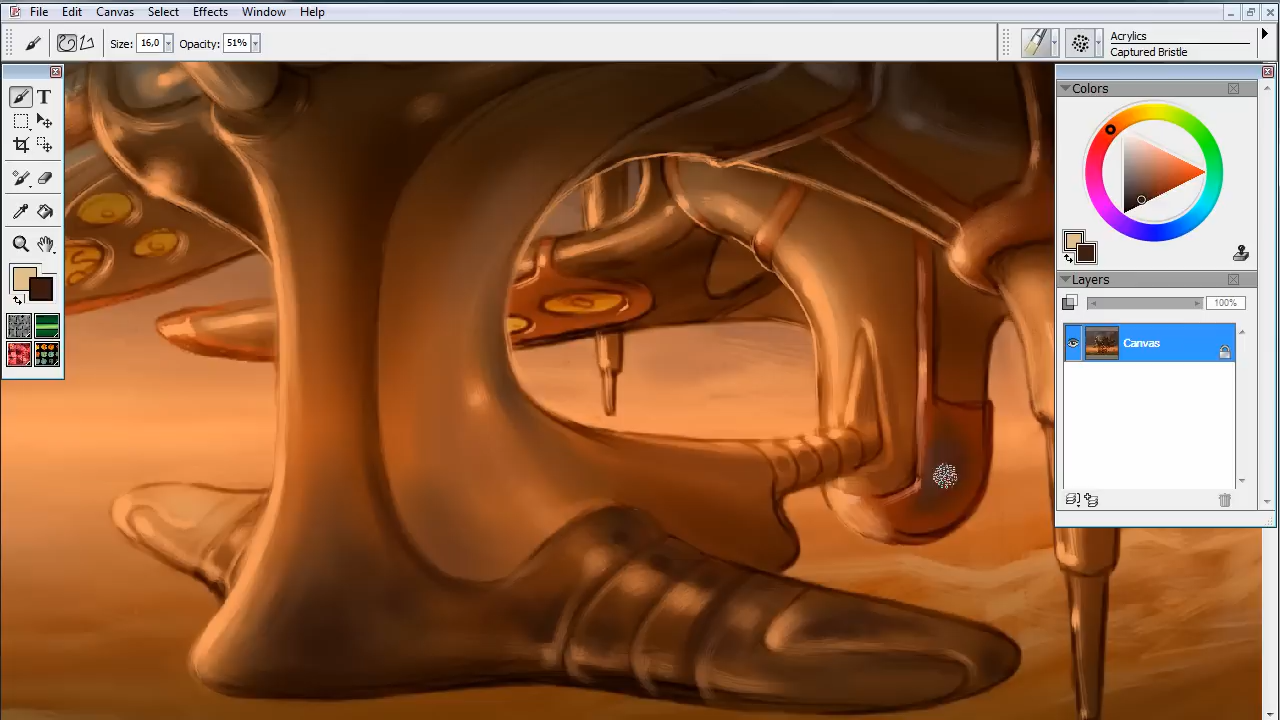 File Edit Canvas Select Effects Window Help
Size: 16,0 Opacity: 51%
Acrylics
Captured Bristle
T
Colors
Layers
100%
Canvas